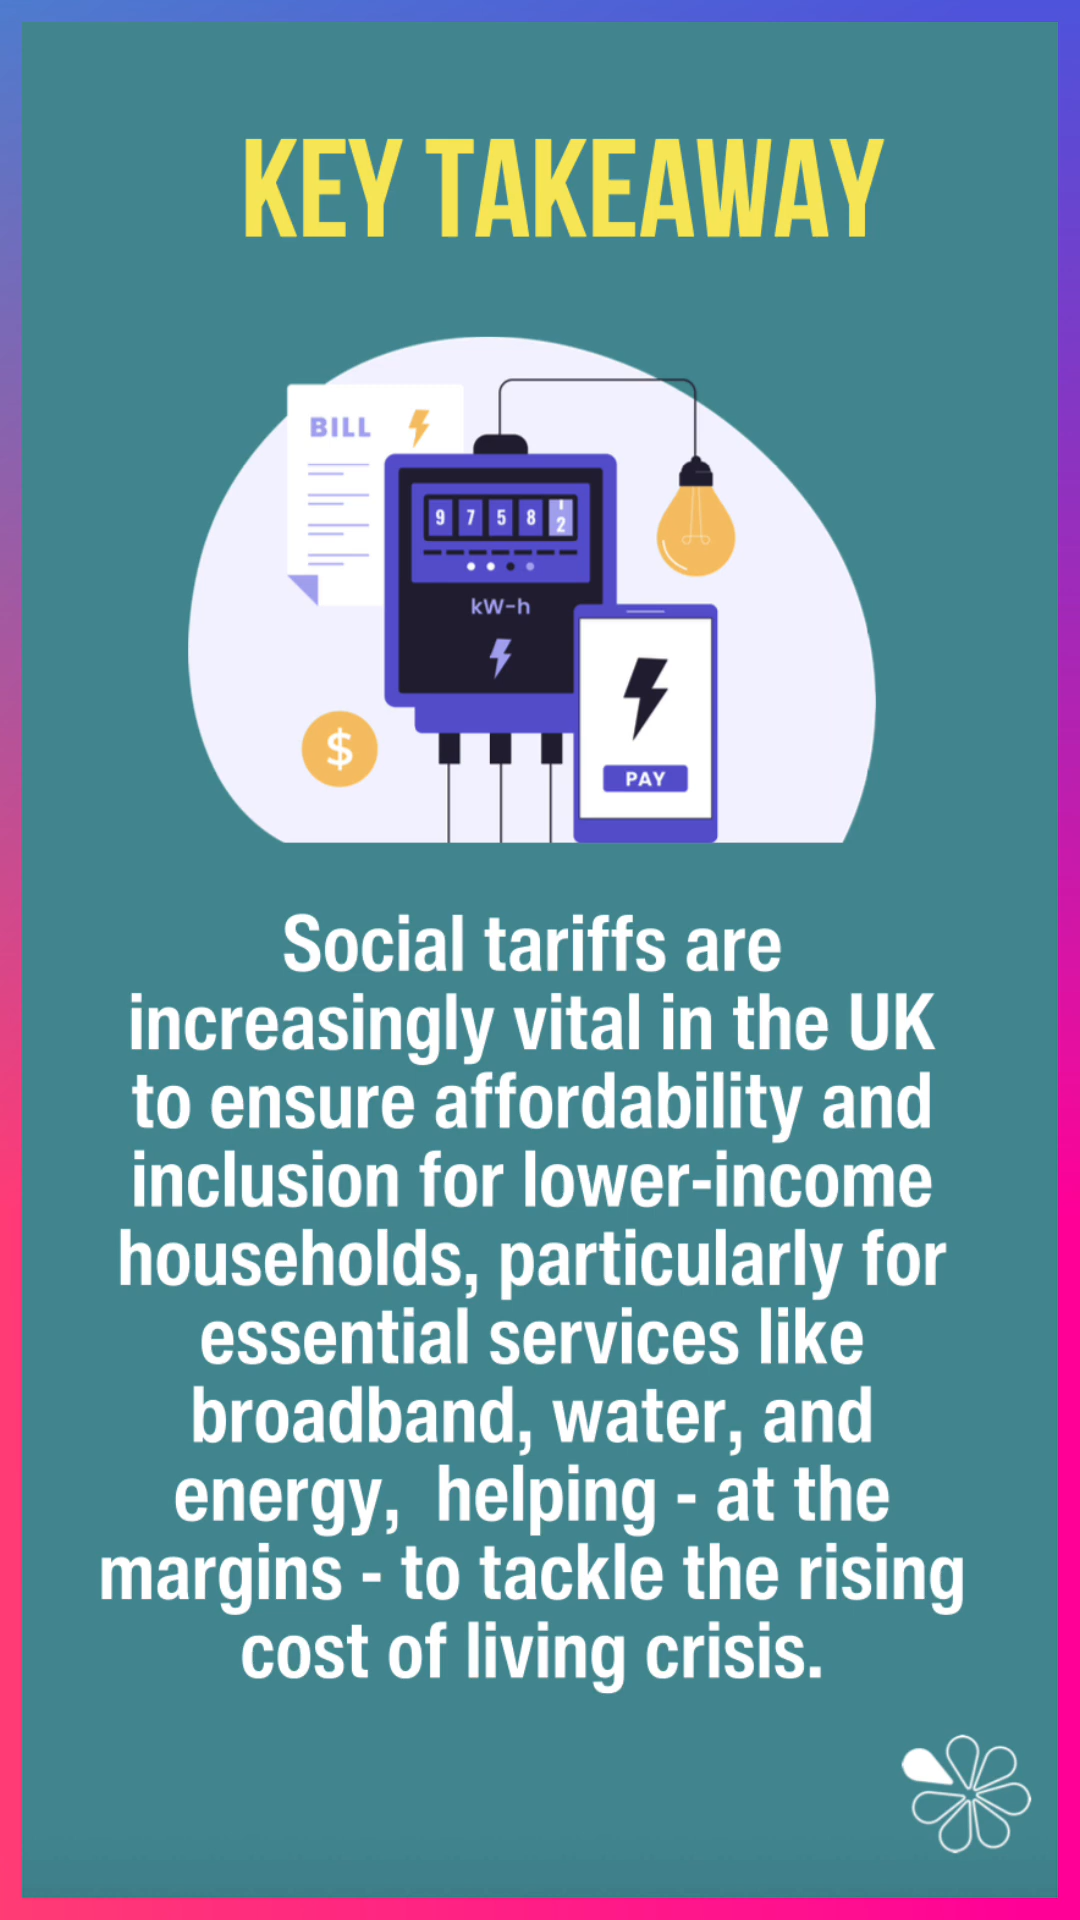 KEY TAKEAWAY
BILL
9 7 5 8 2
kW-h
$
PAY
Social tariffs are
increasingly vital in the UK
to ensure affordability and
inclusion for lower-income
households, particularly for
essential services like
broadband, water, and
energy,  helping - at the
margins - to tackle the rising
cost of living crisis.